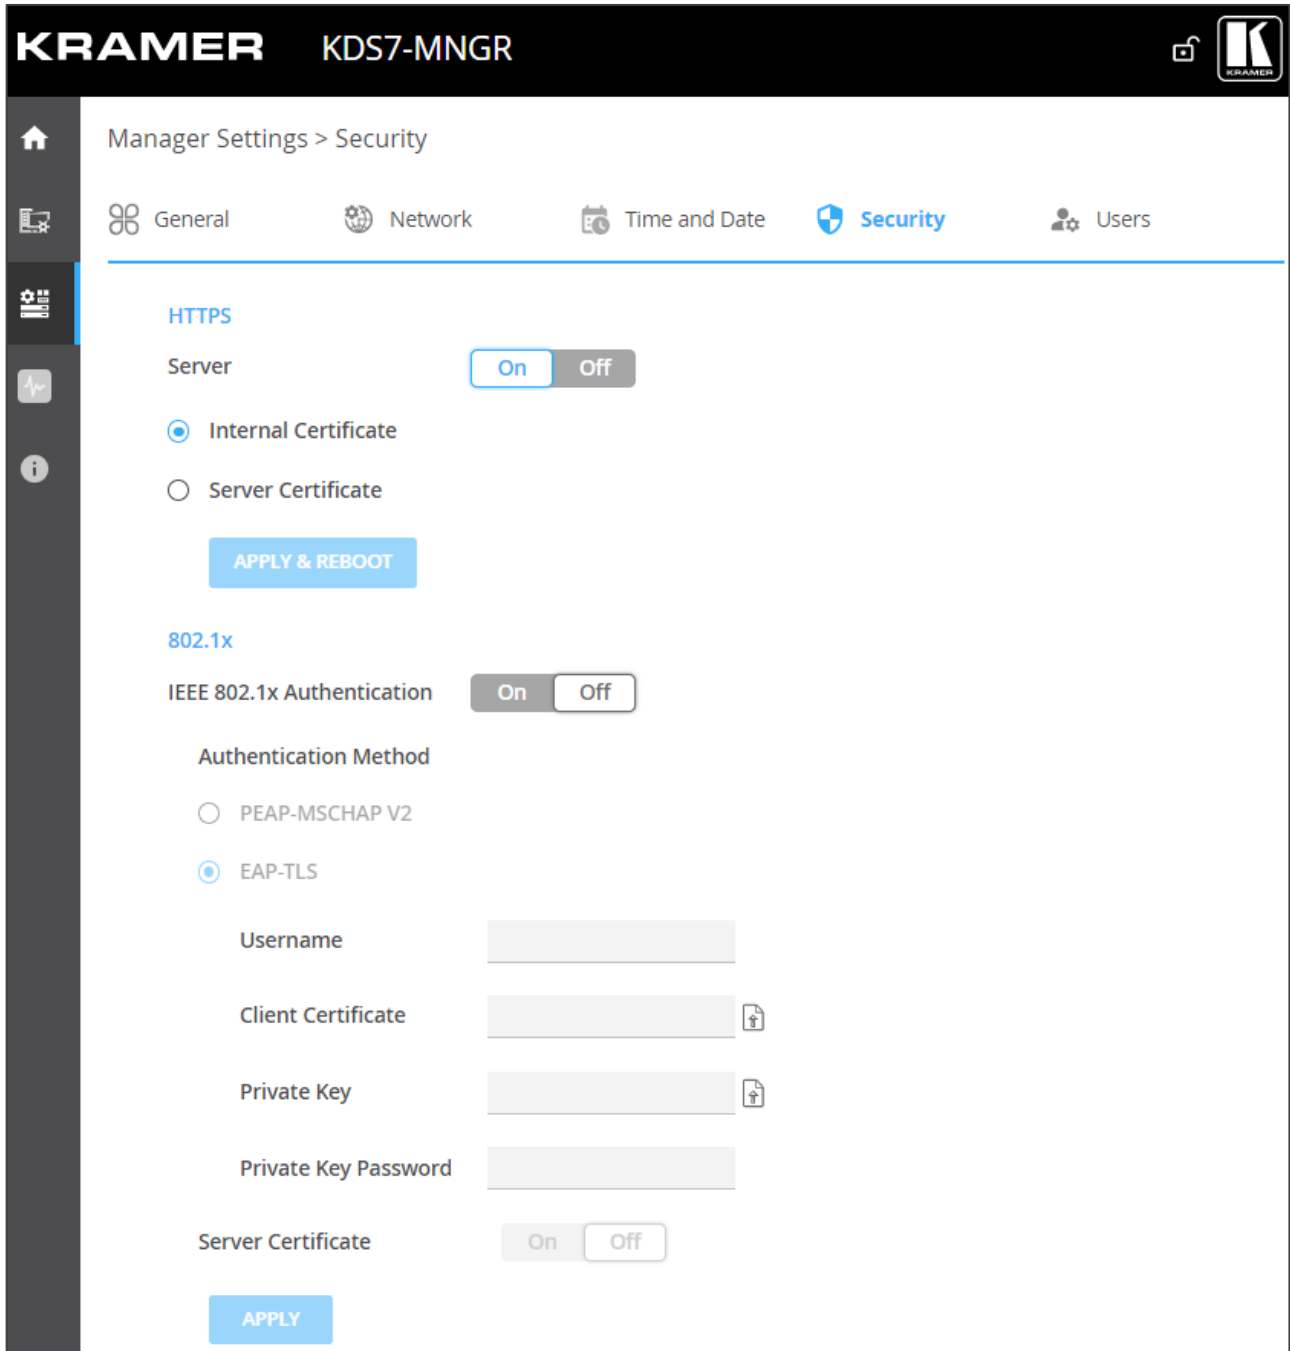 KRAMER KDS7-MNGR
KRAMER
Manager Settings > Security
General Network Time and Date Security Users
HTTPS
Server On Off
Internal Certificate
Server Certificate
APPLY & REBOOT
802.1x
IEEE 802.1x Authentication On Off
Authentication Method
PEAP-MSCHAP V2
EAP-TLS
Username
Client Certificate
Private Key
Private Key Password
Server Certificate On Off
APPLY